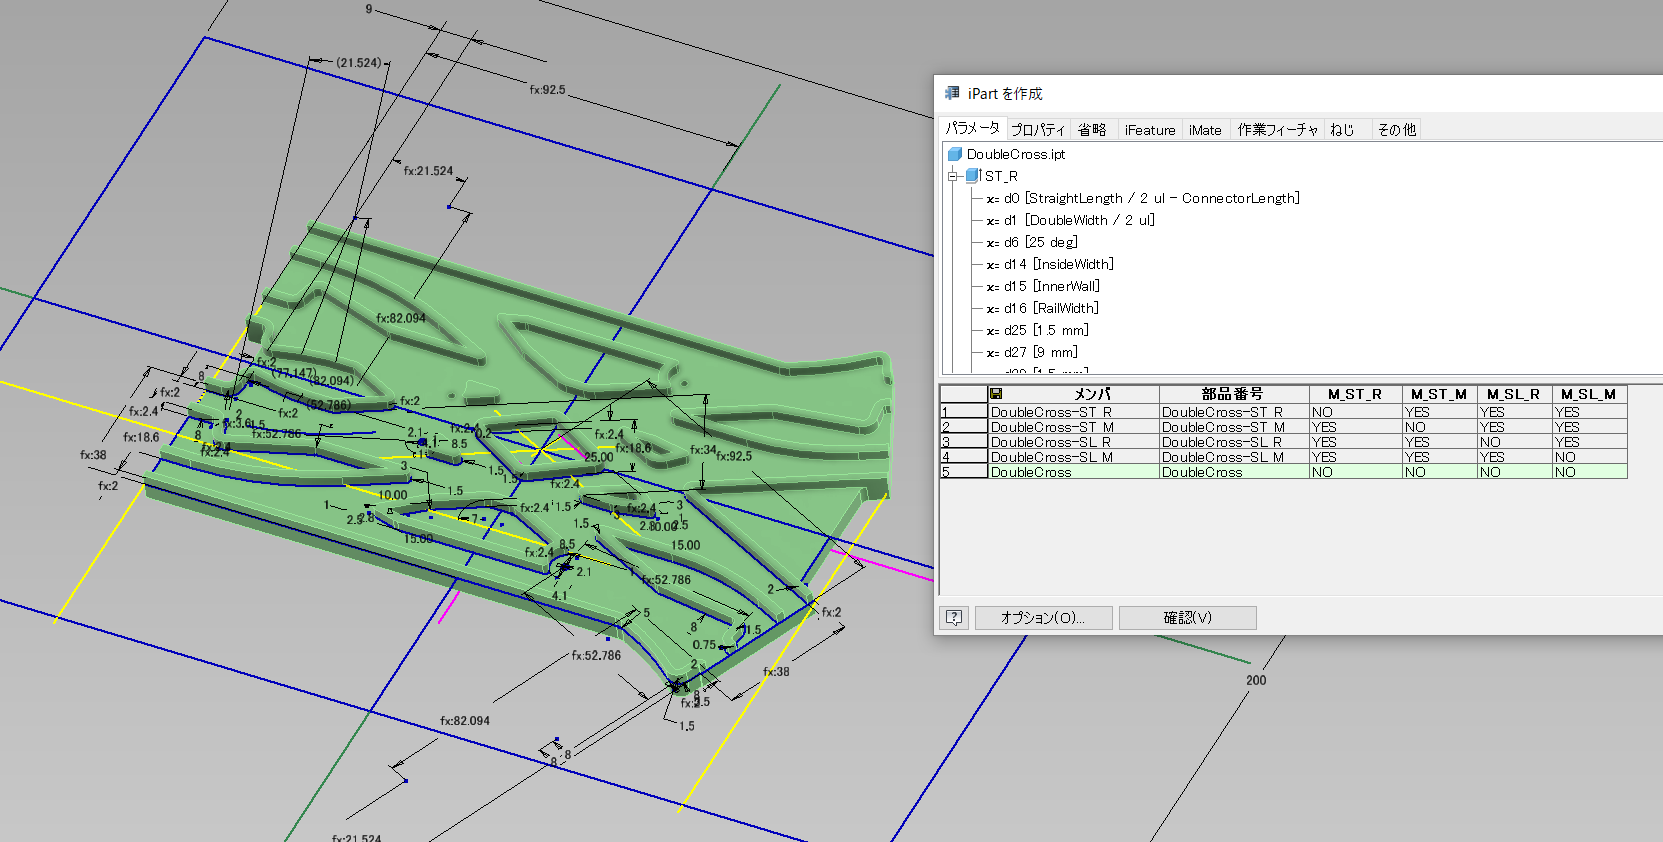 9
(21.524)
fx:92.5
fx:21.524
fx:82.094
fx:2
(77.147)
(82.094)
8
fx:2
fx:2.4
(52.786)
fx:2
fx:2
2
fx:3.6
1.5
fx:18.6
8
fx:52.786
fx:2.4
fx:38
fx:2
2.1
4.1
8.5
3
1.5
1.5
1.5
fx:2.4
fx:18.6
25.00
fx:34
fx:92.5
fx:2.4
10.00
1
2.5
2.8
7
fx:2.4
1.5
fx:2.4
3
1.5
15.00
15.00
fx:2.4
8.5
2.1
4.1
1
fx:52.786
2
fx:2
5
8
1.5
0.75
2
fx:38
fx:52.786
1.5
fx:82.094
8
8
fx:21.524
200
iPart を作成
パラメータ プロパティ 省略 iFeature iMate 作業フィーチャ ねじ その他
DoubleCross.ipt
ST_R
x= d0 [StraightLength / 2 ul - ConnectorLength]
x= d1 [DoubleWidth / 2 ul]
x= d6 [25 deg]
x= d14 [InsideWidth]
x= d15 [InnerWall]
x= d16 [RailWidth]
x= d25 [1.5 mm]
x= d27 [9 mm]
メンバ 部品番号 M_ST_R M_ST_M M_SL_R M_SL_M
1 DoubleCross-ST_R DoubleCross-ST_R NO YES YES YES
2 DoubleCross-ST_M DoubleCross-ST_M YES NO YES YES
3 DoubleCross-SL_R DoubleCross-SL_R YES YES NO YES
4 DoubleCross-SL_M DoubleCross-SL_M YES YES YES NO
5 DoubleCross DoubleCross NO NO NO NO
オプション(O)... 確認(V)